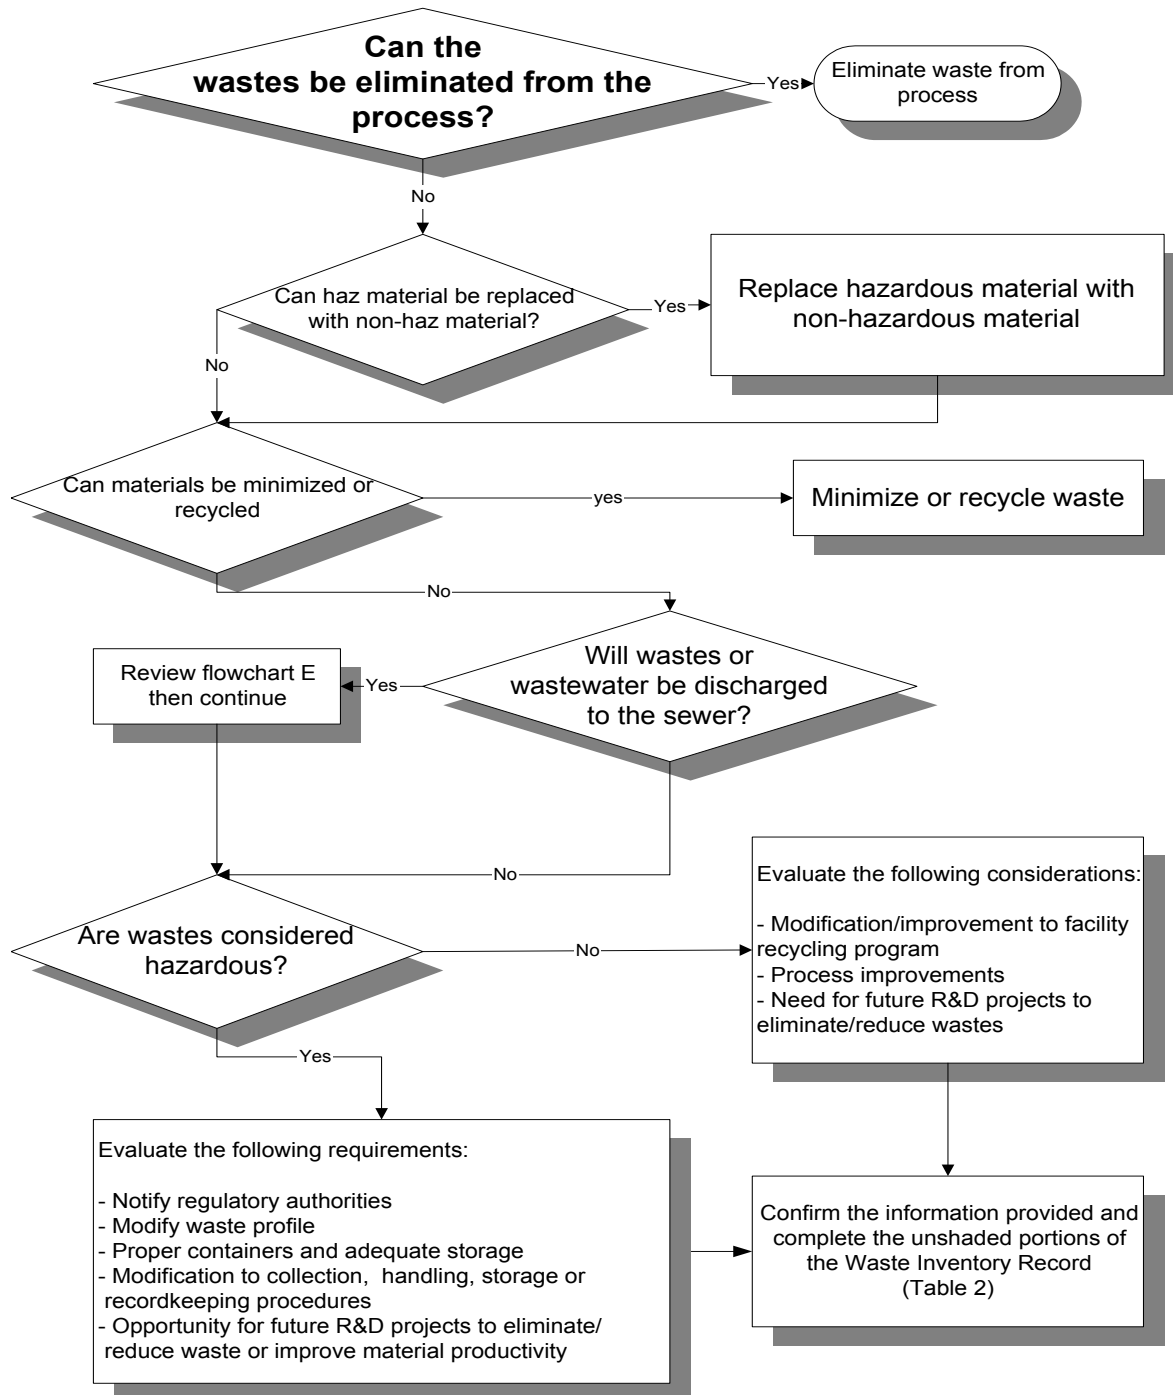 Can the
wastes be eliminated from the
process?
Yes
Eliminate waste from
process
No
Can haz material be replaced
with non-haz material?
Yes
Replace hazardous material with
non-hazardous material
No
Can materials be minimized or
recycled
yes
Minimize or recycle waste
No
Will wastes or
wastewater be discharged
to the sewer?
Yes
Review flowchart E
then continue
No
Are wastes considered
hazardous?
No
Evaluate the following considerations:
- Modification/improvement to facility
recycling program
- Process improvements
- Need for future R&D projects to
eliminate/reduce wastes
Yes
Evaluate the following requirements:
- Notify regulatory authorities
- Modify waste profile
- Proper containers and adequate storage
- Modification to collection, handling, storage or
recordkeeping procedures
- Opportunity for future R&D projects to eliminate/
reduce waste or improve material productivity
Confirm the information provided and
complete the unshaded portions of
the Waste Inventory Record
(Table 2)